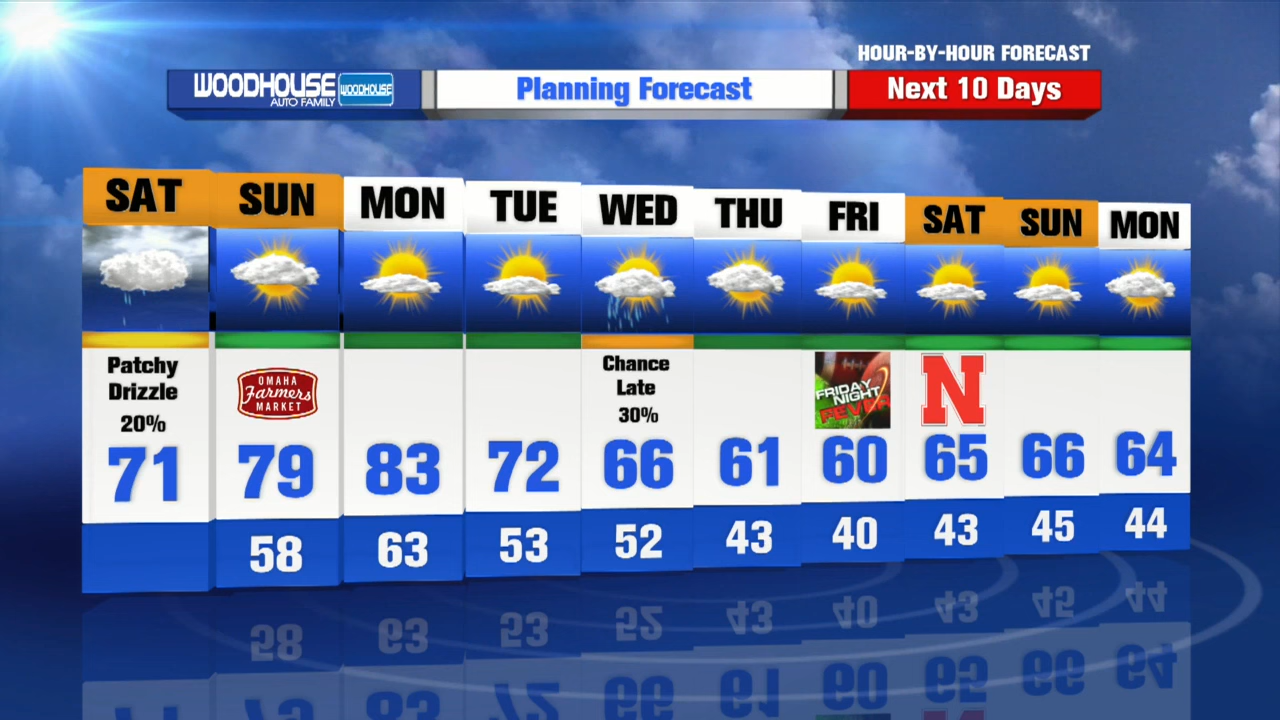 HOUR-BY-HOUR FORECAST
WOODHOUSE WOODHOUSE Planning Forecast Next 10 Days
AUTO FAMILY
SAT SUN MON TUE WED THU FRI SAT SUN MON
Patchy
Drizzle
20%
OMAHA
Farmers
MARKET
Chance
Late
30%
FRIDAY
NIGHT
FEVER
N
71 79 83 72 66 61 60 65 66 64
58 63 53 52 43 40 43 45 44